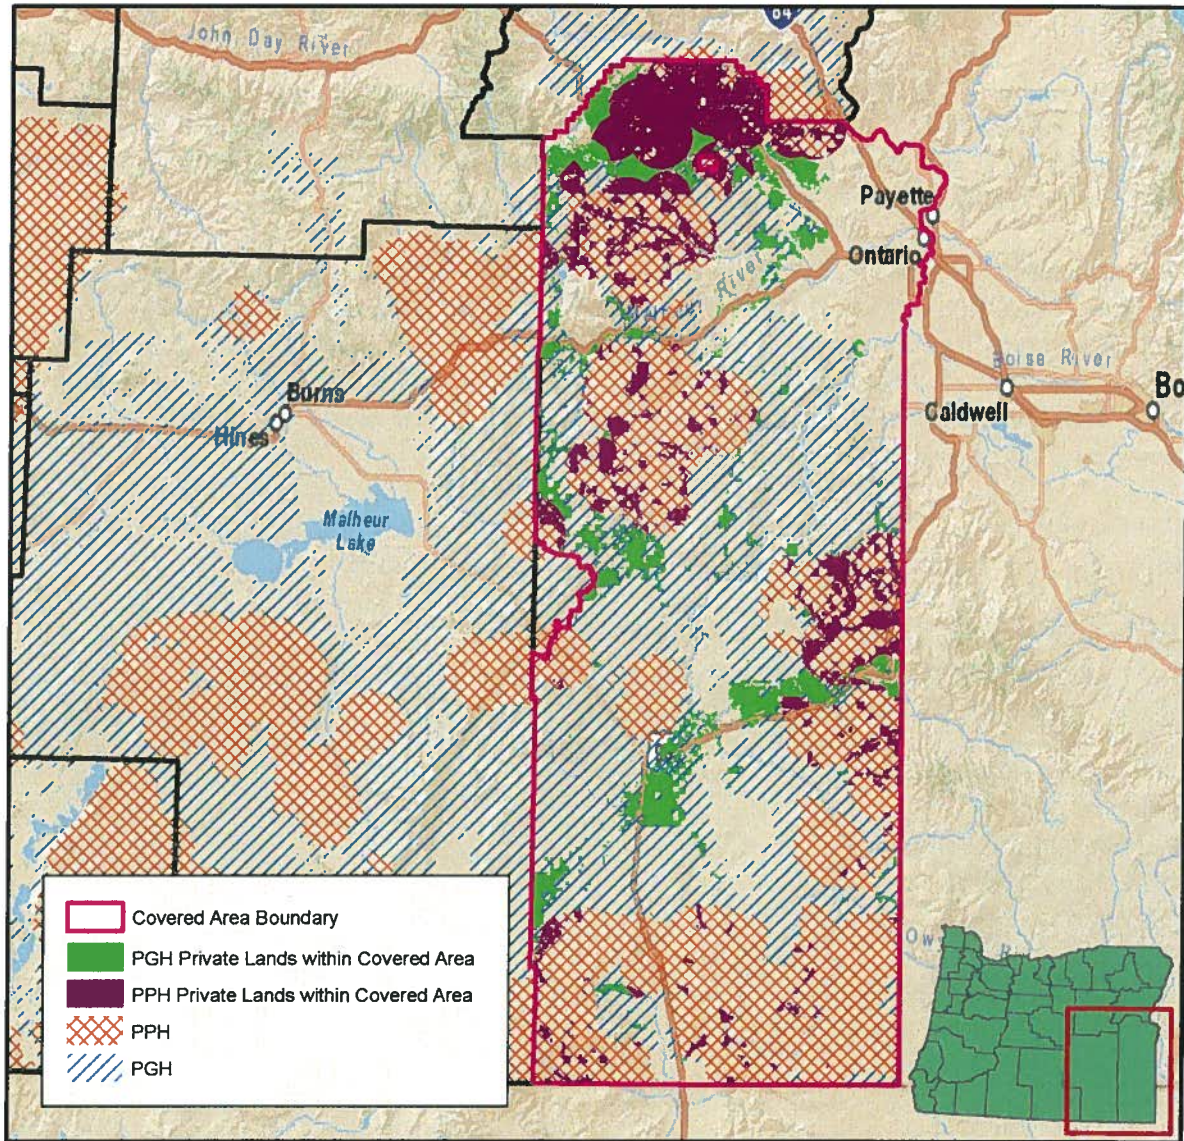 84
John Day River
Payette
Ontario
River
Boise River
Caldwell
Bo
Burns
Hines
Malheur
Lake
Covered Area Boundary
PGH Private Lands within Covered Area
PPH Private Lands within Covered Area
PPH
PGH